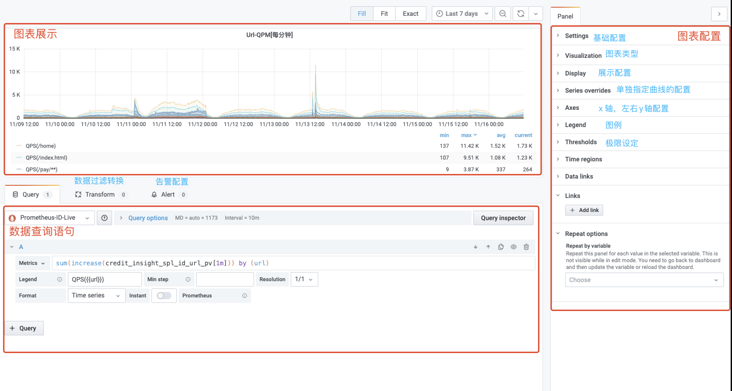 Fill Fit Exact Last 7 days
图表展示
Url-QPM[每分钟]
15 K
10 K
5 K
0
11/09 12:00 11/10 00:00 11/10 12:00 11/11 00:00 11/11 12:00 11/12 00:00 11/12 12:00 11/13 00:00 11/13 12:00 11/14 00:00 11/14 12:00 11/15 00:00 11/15 12:00 11/16 00:00
min max avg current
QPS(/home) 137 11.42 K 1.52 K 1.73 K
QPS(/index.html) 107 9.51 K 1.08 K 1.23 K
QPS(/pay/**) 9 3.87 K 337 264
数据过滤转换 告警配置
Query 1 Transform 0 Alert 0
Prometheus-ID-Live Query options MD = auto = 1173 Interval = 10m Query inspector
数据查询语句
A
Metrics sum(increase(credit_insight_spl_id_url_pv[1m])) by (url)
Legend QPS({{url}}) Min step Resolution 1/1
Format Time series Instant Prometheus
+ Query
Panel
图表配置
Settings 基础配置
Visualization 图表类型
Display 展示配置
Series overrides 单独指定曲线的配置
Axes x 轴、左右 y 轴配置
Legend 图例
Thresholds 极限设定
Time regions
Data links
Links
+ Add link
Repeat options
Repeat by variable
Repeat this panel for each value in the selected variable. This is
not visible while in edit mode. You need to go back to dashboard
and then update the variable or reload the dashboard.
Choose